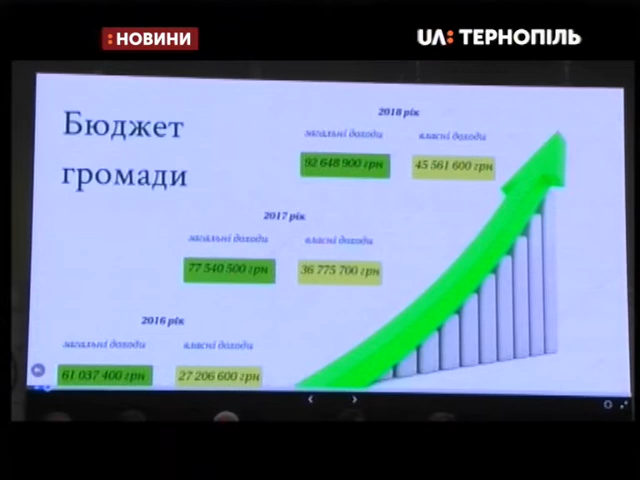 :НОВИНИ
UA: ТЕРНОПІЛЬ
Бюджет
громади
2018 рік
загальні доходи власні доходи
92 648 900 грн 45 561 600 грн
2017 рік
загальні доходи власні доходи
77 540 500 грн 36 775 700 грн
2016 рік
загальні доходи власні доходи
61 037 400 грн 27 206 600 грн